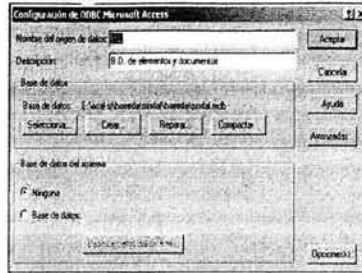 Configuración de ODBC Microsoft Access
Nombre del origen de datos:
Aceptar
Descripción: B.D. de elementos y documentos
Cancelar
Base de datos
Base de datos:
Ayuda
Seleccionar... Crear... Reparar... Compactar...
Avanzadas
Base de datos del sistema
Ninguna
Base de datos:
Opciones>>